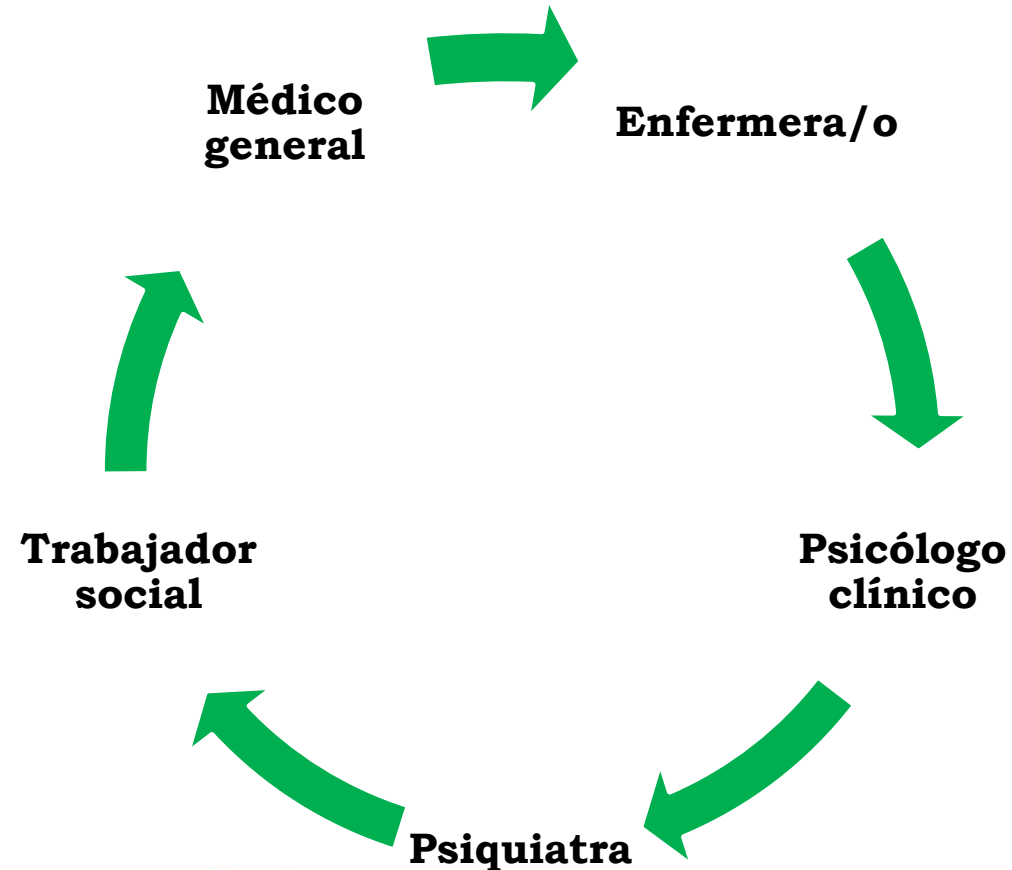 Médico
general
Enfermera/o
Psicólogo
clínico
Psiquiatra
Trabajador
social